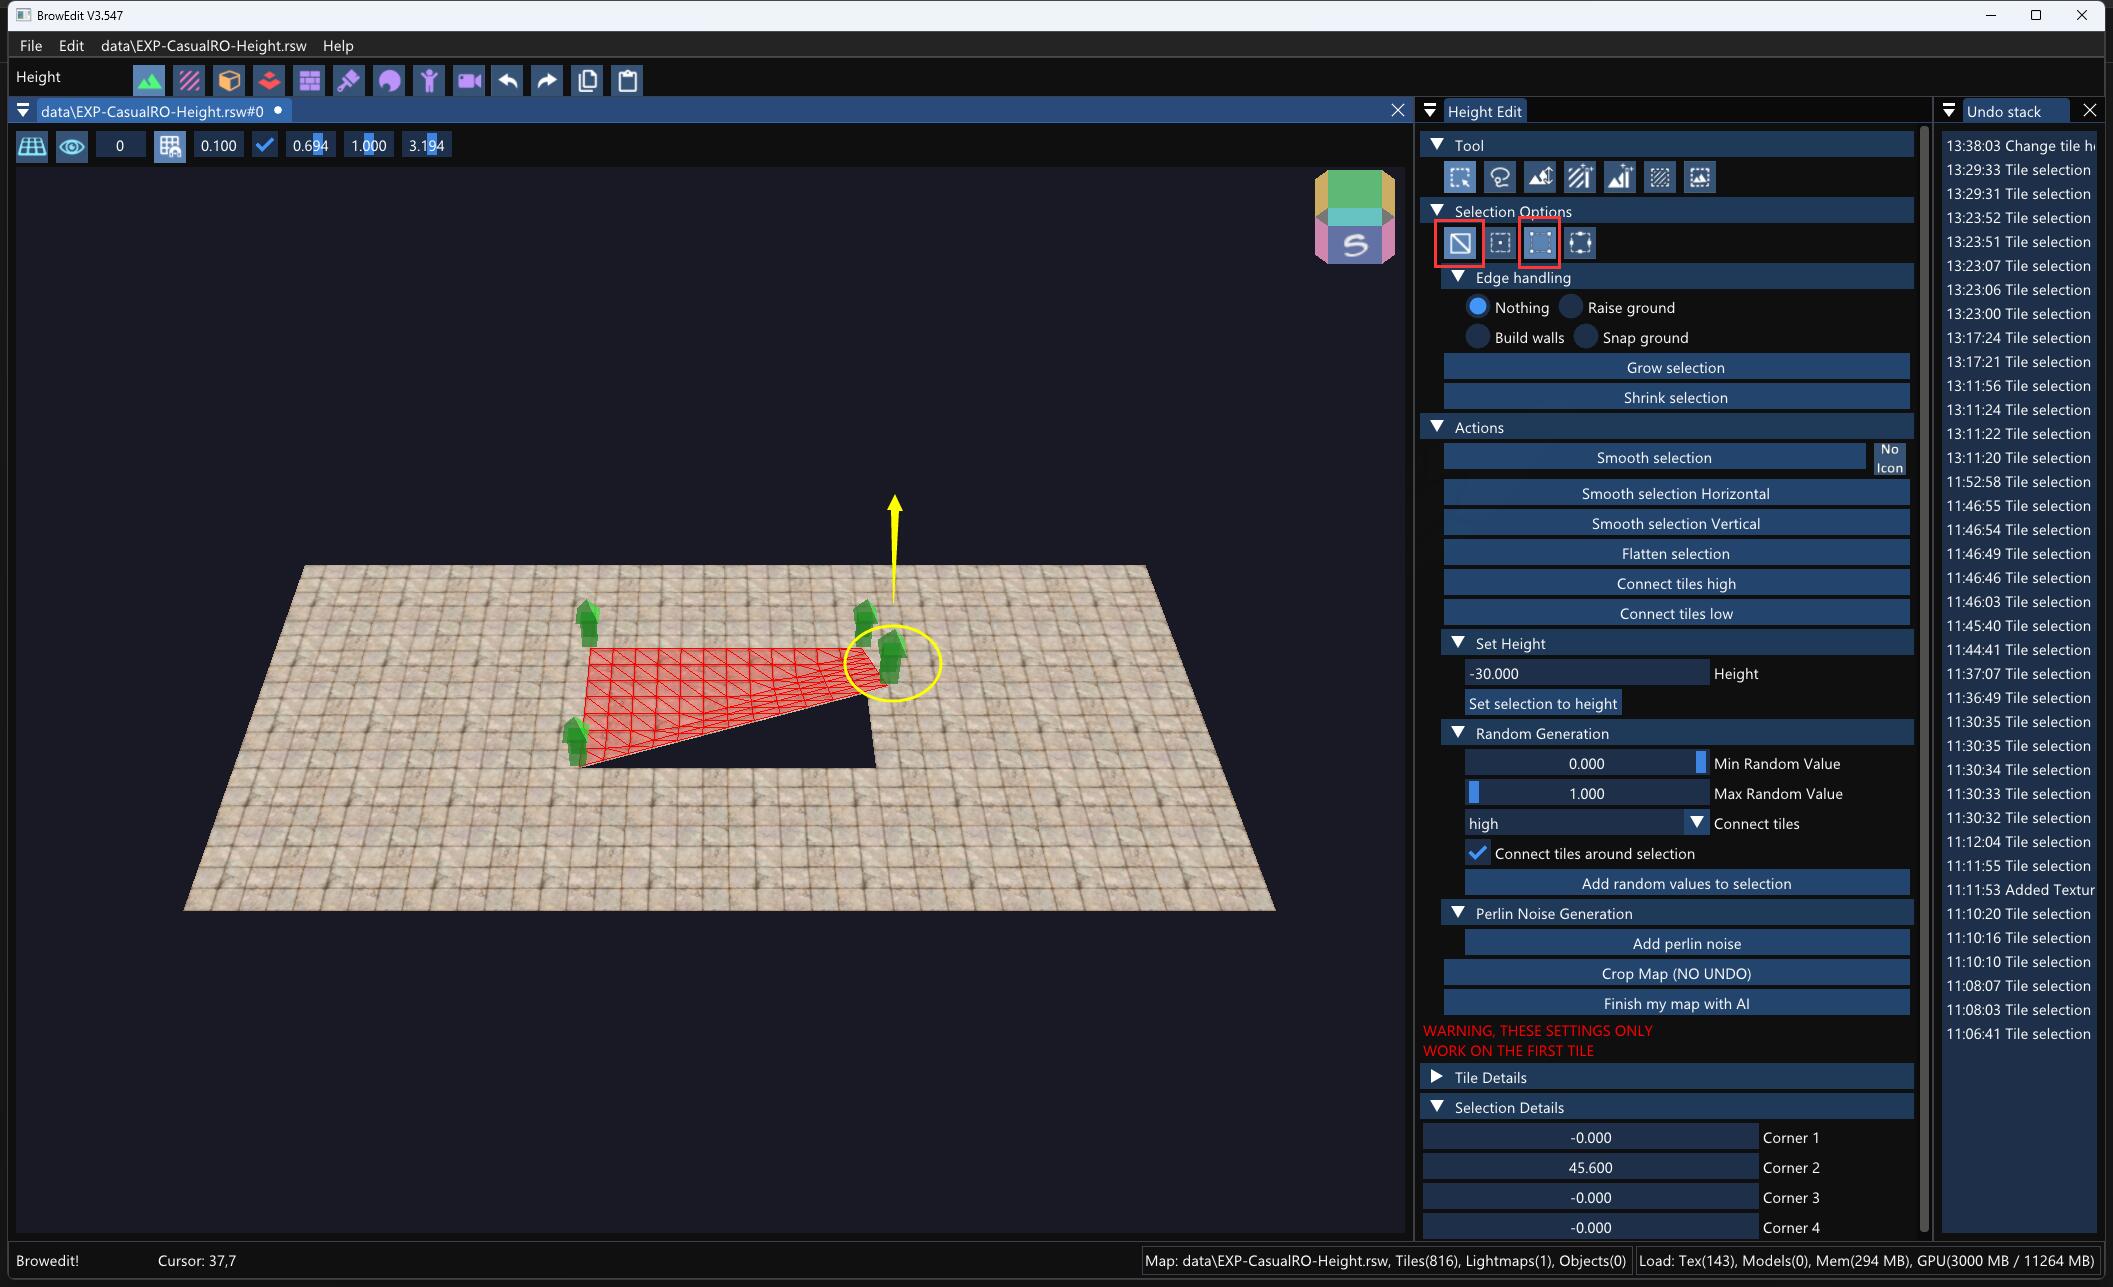 BrowEdit V3.547
File Edit data\EXP-CasualRO-Height.rsw Help
Height
data\EXP-CasualRO-Height.rsw#0
0 0.100 0.694 1.000 3.194
S
Height Edit
Tool
Selection Options
Edge handling
Nothing Raise ground
Build walls Snap ground
Grow selection
Shrink selection
Actions
Smooth selection No Icon
Smooth selection Horizontal
Smooth selection Vertical
Flatten selection
Connect tiles high
Connect tiles low
Set Height
-30.000 Height
Set selection to height
Random Generation
0.000 Min Random Value
1.000 Max Random Value
high Connect tiles
Connect tiles around selection
Add random values to selection
Perlin Noise Generation
Add perlin noise
Crop Map (NO UNDO)
Finish my map with AI
WARNING, THESE SETTINGS ONLY
WORK ON THE FIRST TILE
Tile Details
Selection Details
-0.000 Corner 1
45.600 Corner 2
-0.000 Corner 3
-0.000 Corner 4
Undo stack
13:38:03 Change tile h
13:29:33 Tile selection
13:29:31 Tile selection
13:23:52 Tile selection
13:23:51 Tile selection
13:23:07 Tile selection
13:23:06 Tile selection
13:23:00 Tile selection
13:17:24 Tile selection
13:17:21 Tile selection
13:11:56 Tile selection
13:11:24 Tile selection
13:11:22 Tile selection
13:11:20 Tile selection
11:52:58 Tile selection
11:46:55 Tile selection
11:46:54 Tile selection
11:46:49 Tile selection
11:46:46 Tile selection
11:46:03 Tile selection
11:45:40 Tile selection
11:44:41 Tile selection
11:37:07 Tile selection
11:36:49 Tile selection
11:30:35 Tile selection
11:30:35 Tile selection
11:30:34 Tile selection
11:30:33 Tile selection
11:30:32 Tile selection
11:12:04 Tile selection
11:11:55 Tile selection
11:11:53 Added Textur
11:10:20 Tile selection
11:10:16 Tile selection
11:10:10 Tile selection
11:08:07 Tile selection
11:08:03 Tile selection
11:06:41 Tile selection
Browedit! Cursor: 37,7 Map: data\EXP-CasualRO-Height.rsw, Tiles(816), Lightmaps(1), Objects(0) Load: Tex(143), Models(0), Mem(294 MB), GPU(3000 MB / 11264 MB)